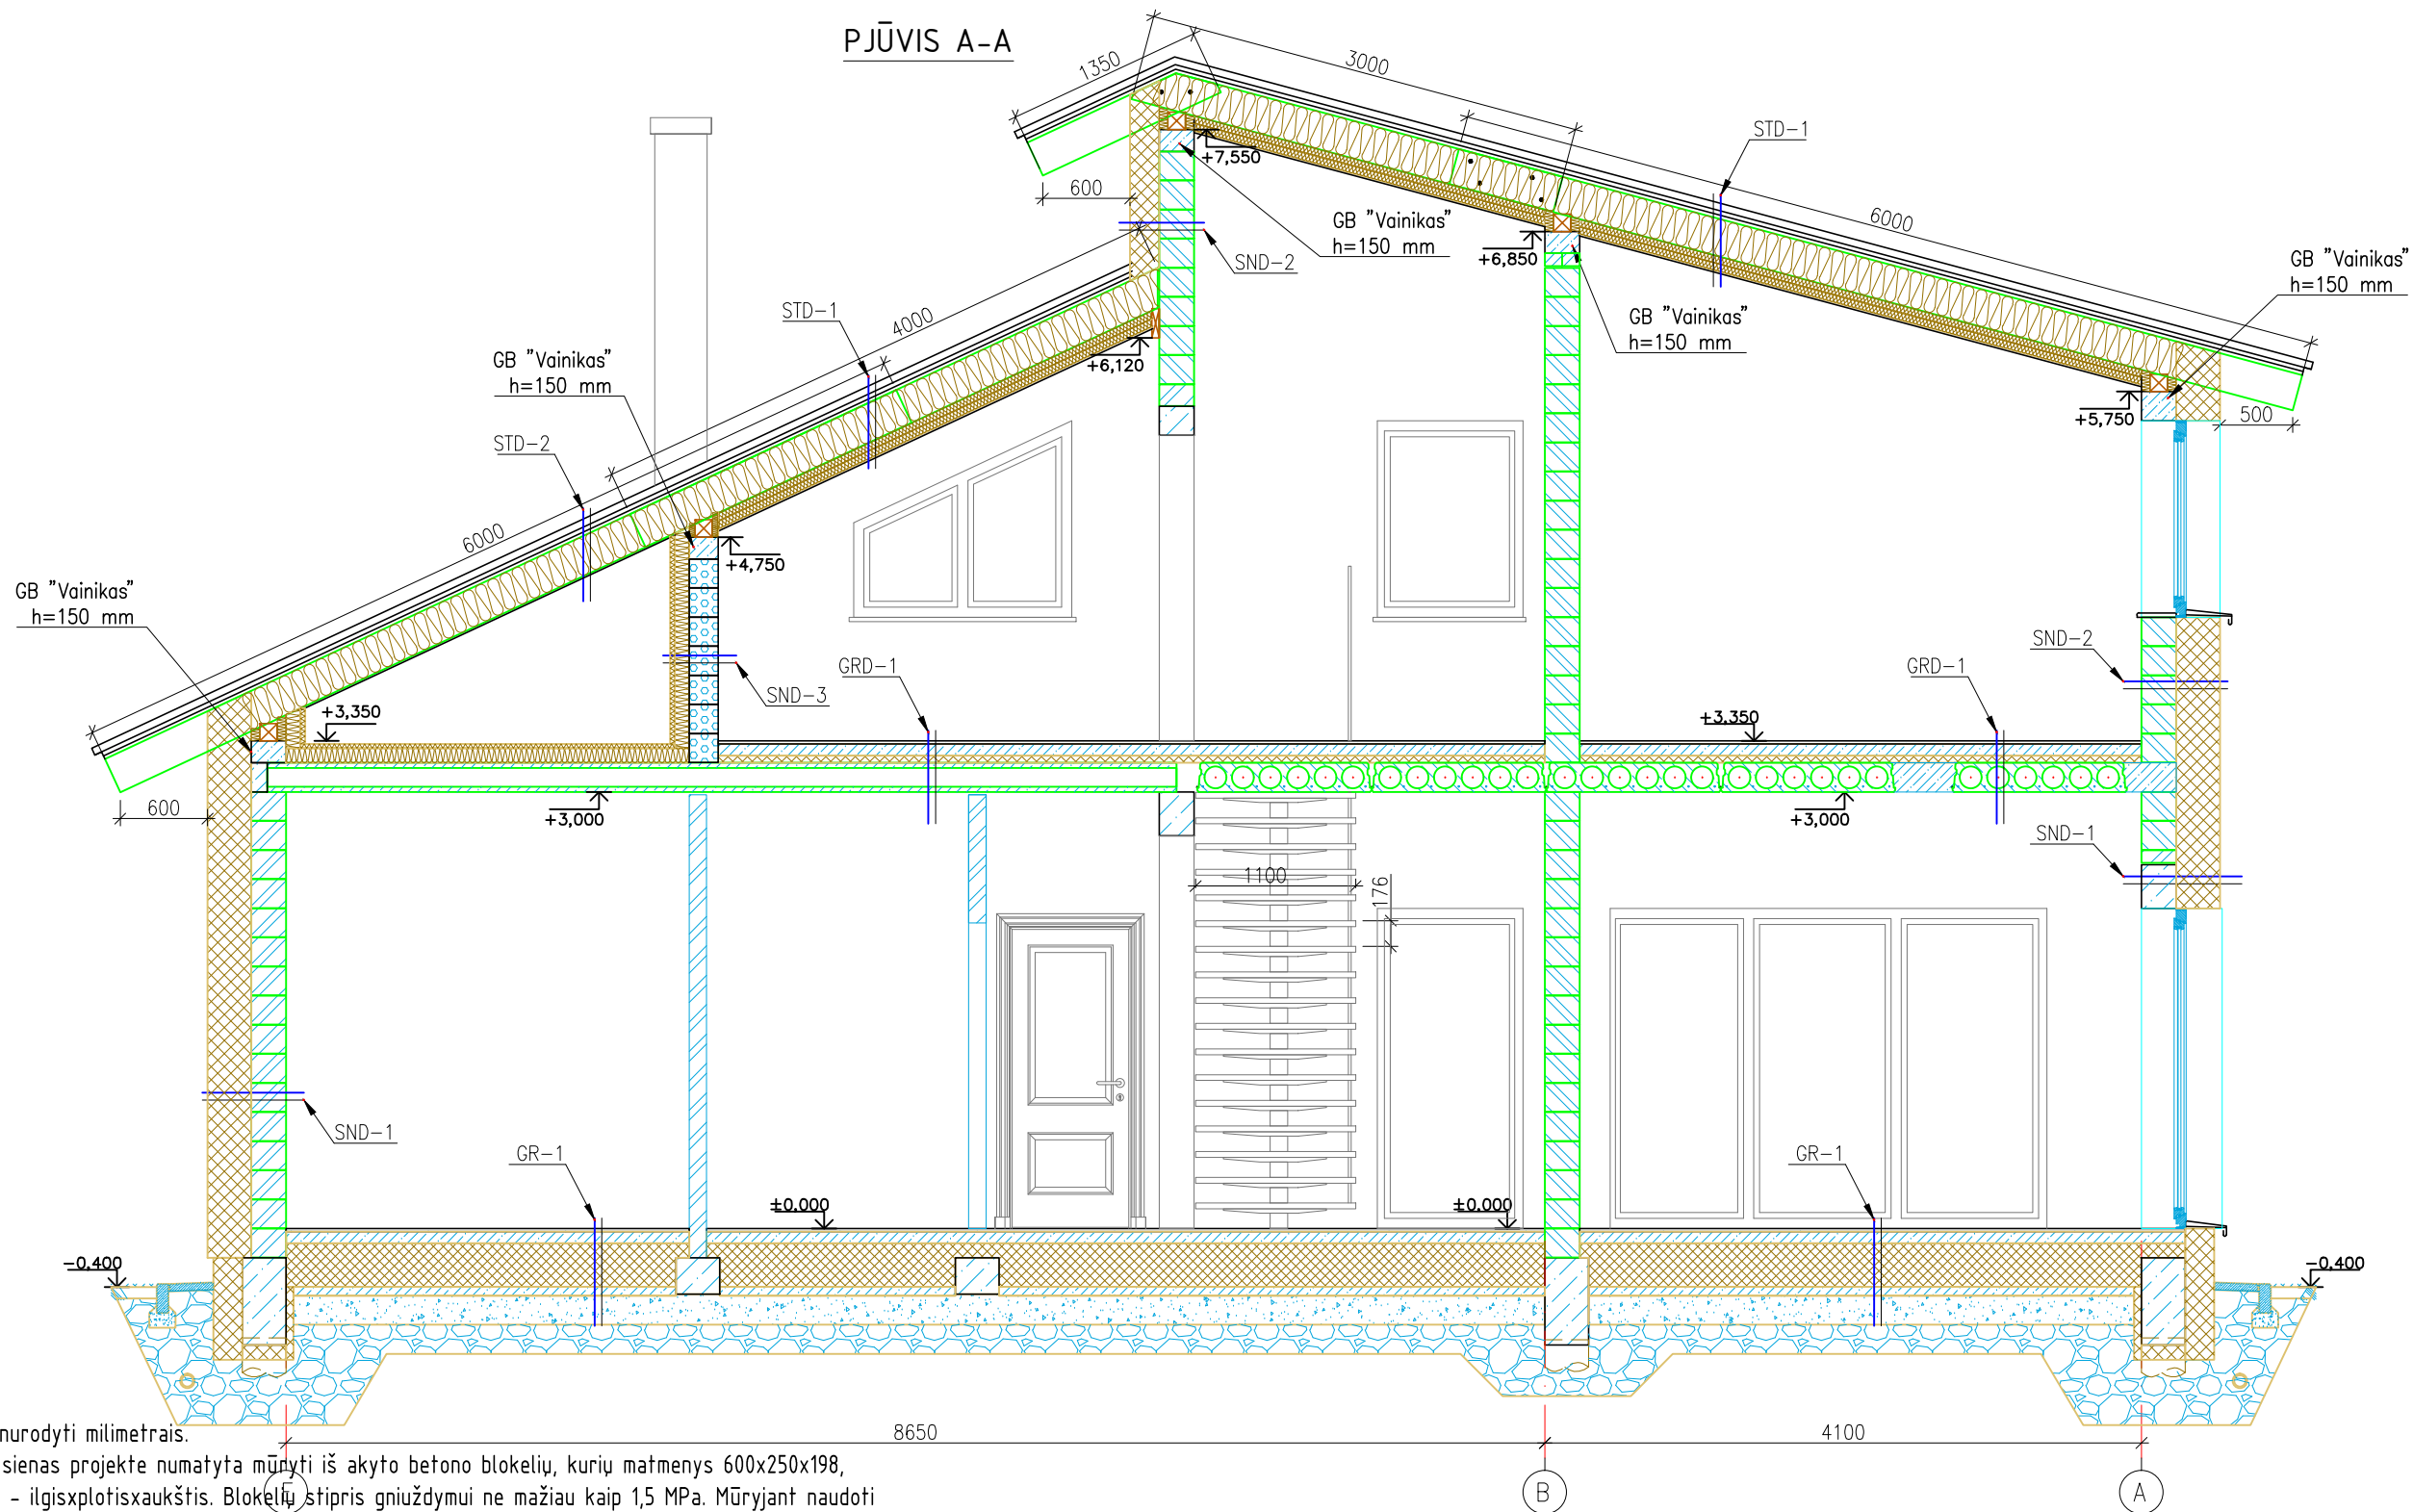 PJŪVIS A-A
1350
3000
STD-1
+7,550
600
6000
GB "Vainikas"
h=150 mm
SND-2
+6,850
GB "Vainikas"
h=150 mm
STD-1
4000
GB "Vainikas"
h=150 mm
GB "Vainikas"
h=150 mm
+6,120
+5,750
500
STD-2
6000
+4,750
GB "Vainikas"
h=150 mm
SND-2
SND-3
GRD-1
GRD-1
+3,350
+3,350
600
+3,000
+3,000
SND-1
1100
176
SND-1
GR-1
GR-1
±0.000
±0.000
-0,400
-0,400
8650
4100
nurodyti milimetrais.
sienas projekte numatyta mūryti iš akyto betono blokelių, kurių matmenys 600x250x198,
- ilgisxplotisxaukštis. Blokelių stipris gniuždymui ne mažiau kaip 1,5 MPa. Mūryjant naudoti
B
A